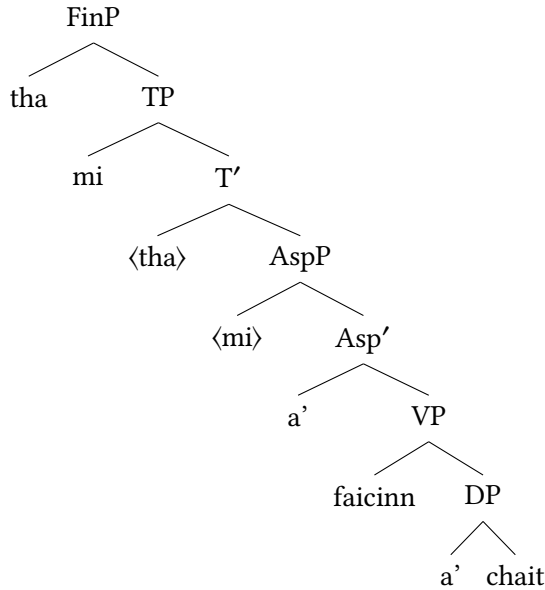 FinP
tha TP
mi T′
⟨tha⟩ AspP
⟨mi⟩ Asp′
a’ VP
faicinn DP
a’ chait